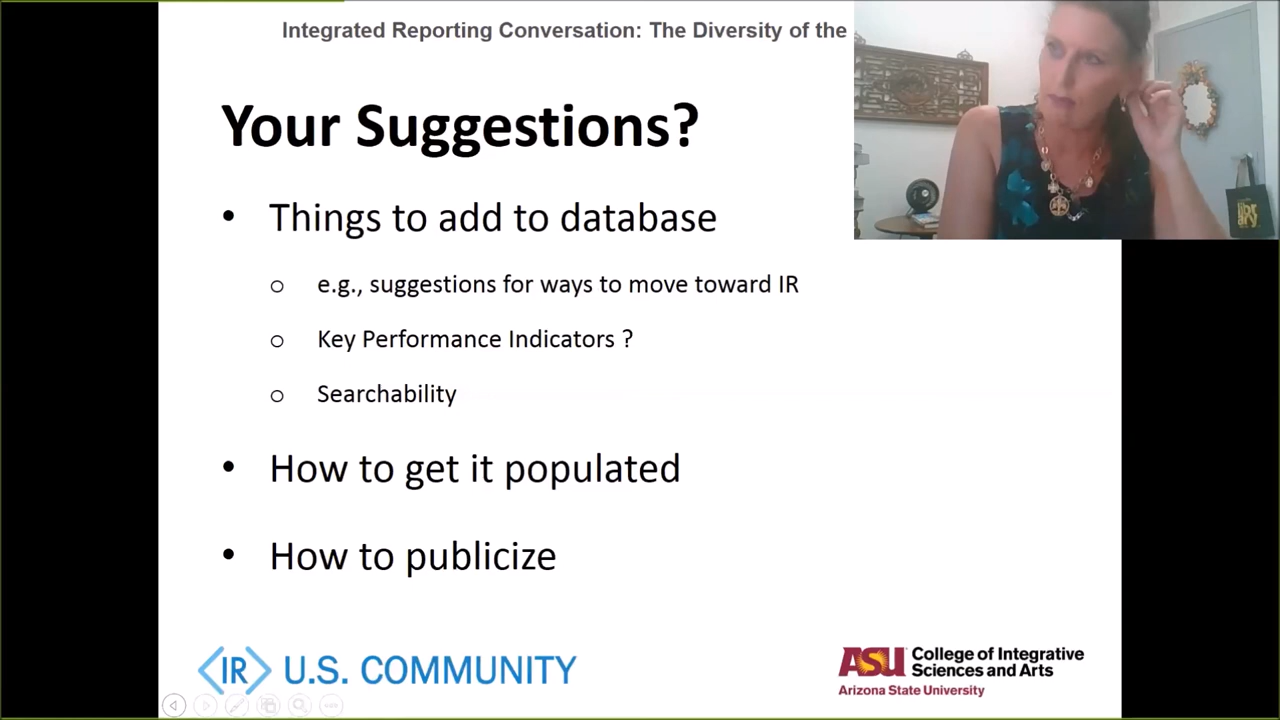 Integrated Reporting Conversation: The Diversity of the
Your Suggestions?
• Things to add to database
o e.g., suggestions for ways to move toward IR
o Key Performance Indicators ?
o Searchability
• How to get it populated
• How to publicize
<IR> U.S. COMMUNITY
ASU College of Integrative
Sciences and Arts
Arizona State University